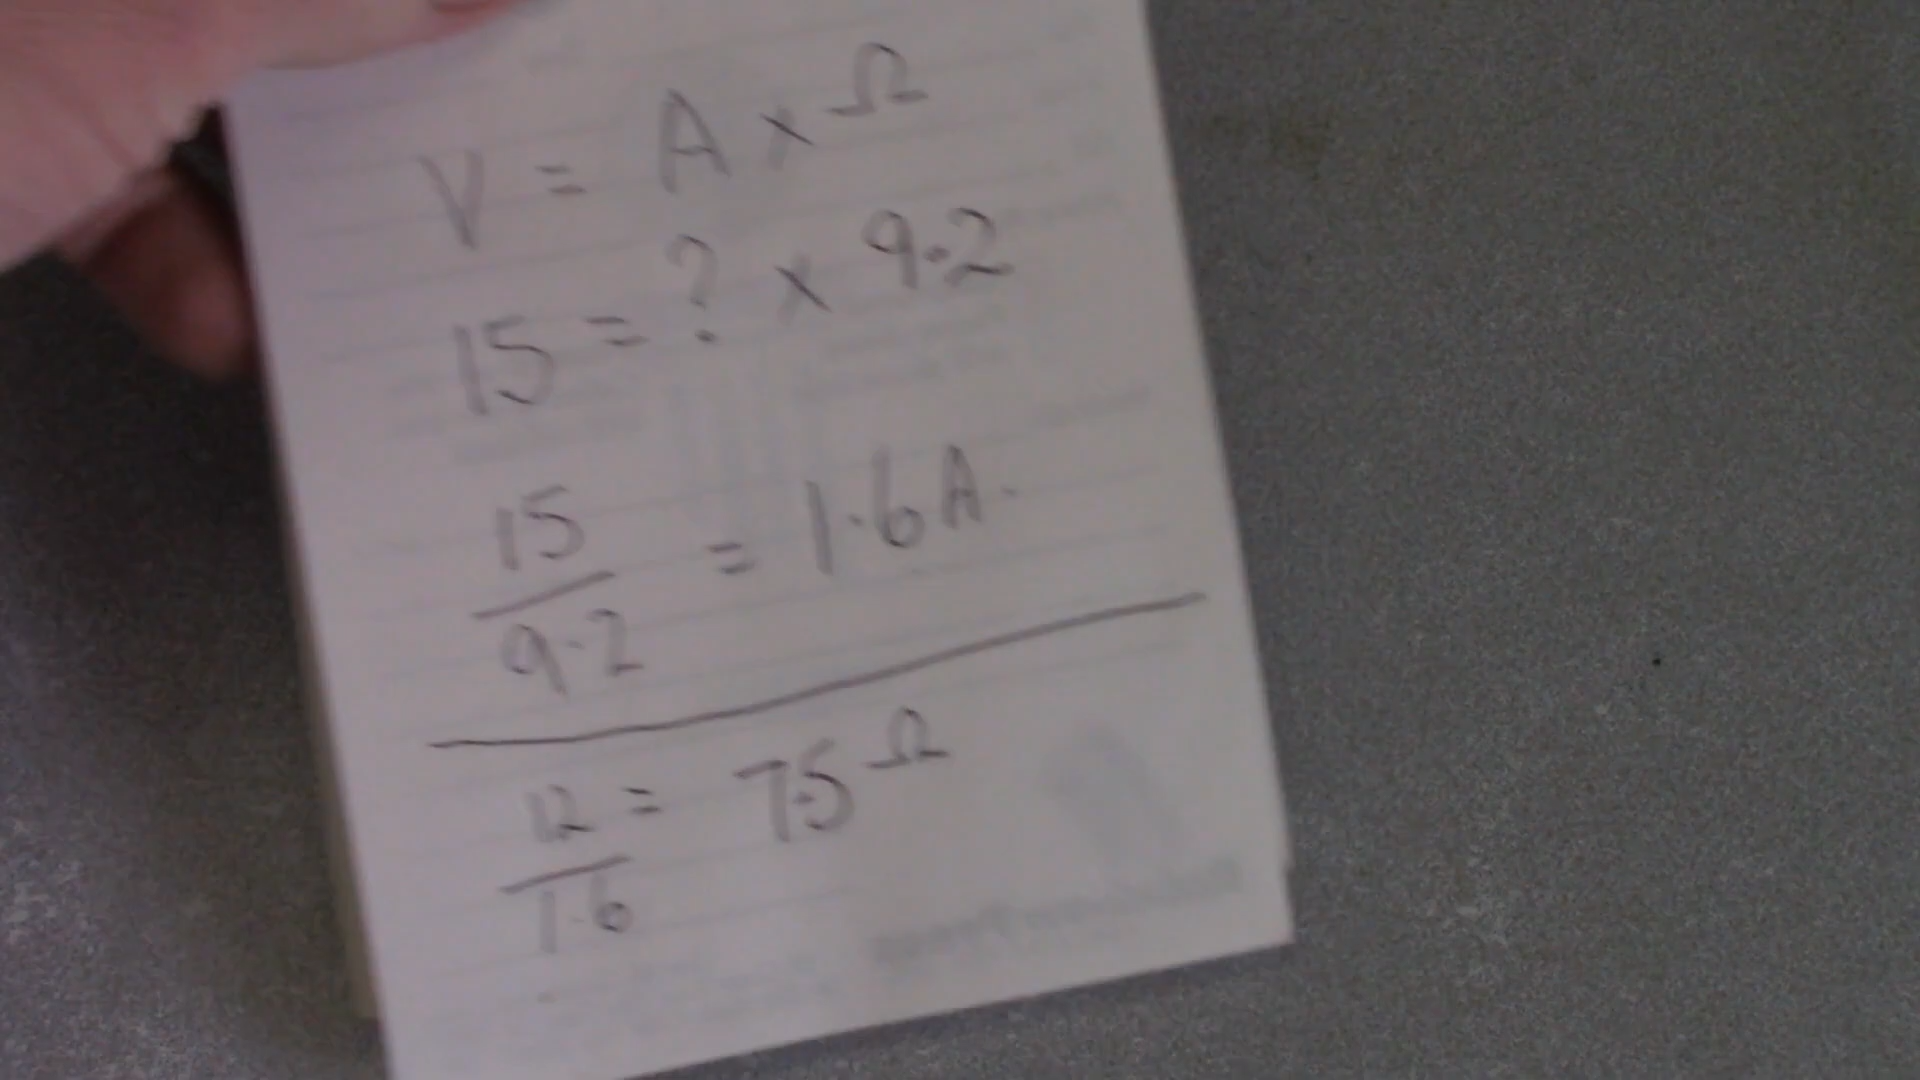 V = A x Ω
15 = ? x 9.2
15
9.2
= 1.6A.
12
1.6
= 7.5 Ω